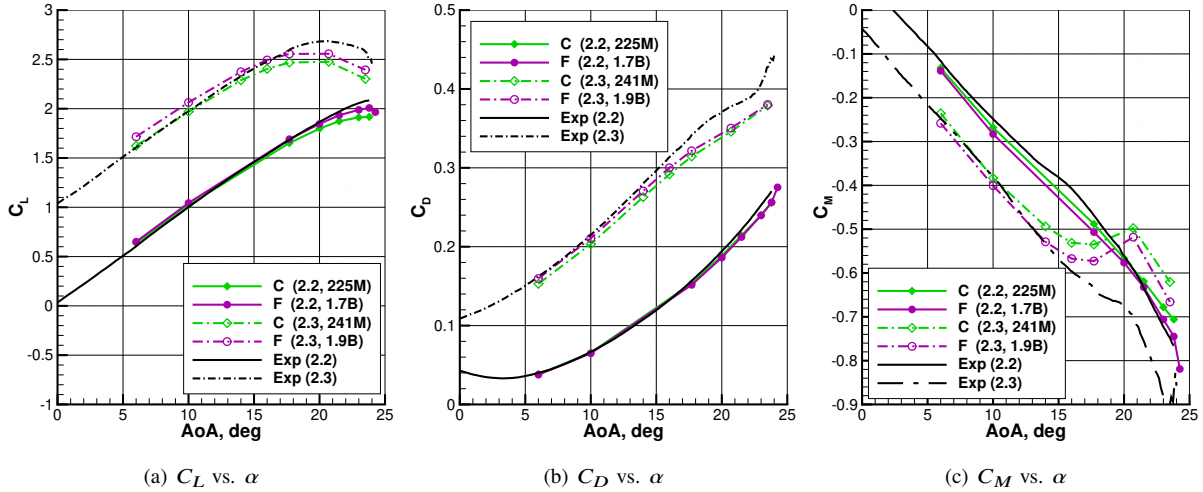 3
2.5
2
1.5
1
0.5
0
-0.5
-1
C_L
0 5 10 15 20 25
AoA, deg
C (2.2, 225M)
F (2.2, 1.7B)
C (2.3, 241M)
F (2.3, 1.9B)
Exp (2.2)
Exp (2.3)
(a) C_L vs. α
0.5
0.4
0.3
0.2
0.1
0
C_D
0 5 10 15 20 25
AoA, deg
C (2.2, 225M)
F (2.2, 1.7B)
C (2.3, 241M)
F (2.3, 1.9B)
Exp (2.2)
Exp (2.3)
(b) C_D vs. α
0
-0.1
-0.2
-0.3
-0.4
-0.5
-0.6
-0.7
-0.8
-0.9
C_M
0 5 10 15 20 25
AoA, deg
C (2.2, 225M)
F (2.2, 1.7B)
C (2.3, 241M)
F (2.3, 1.9B)
Exp (2.2)
Exp (2.3)
(c) C_M vs. α